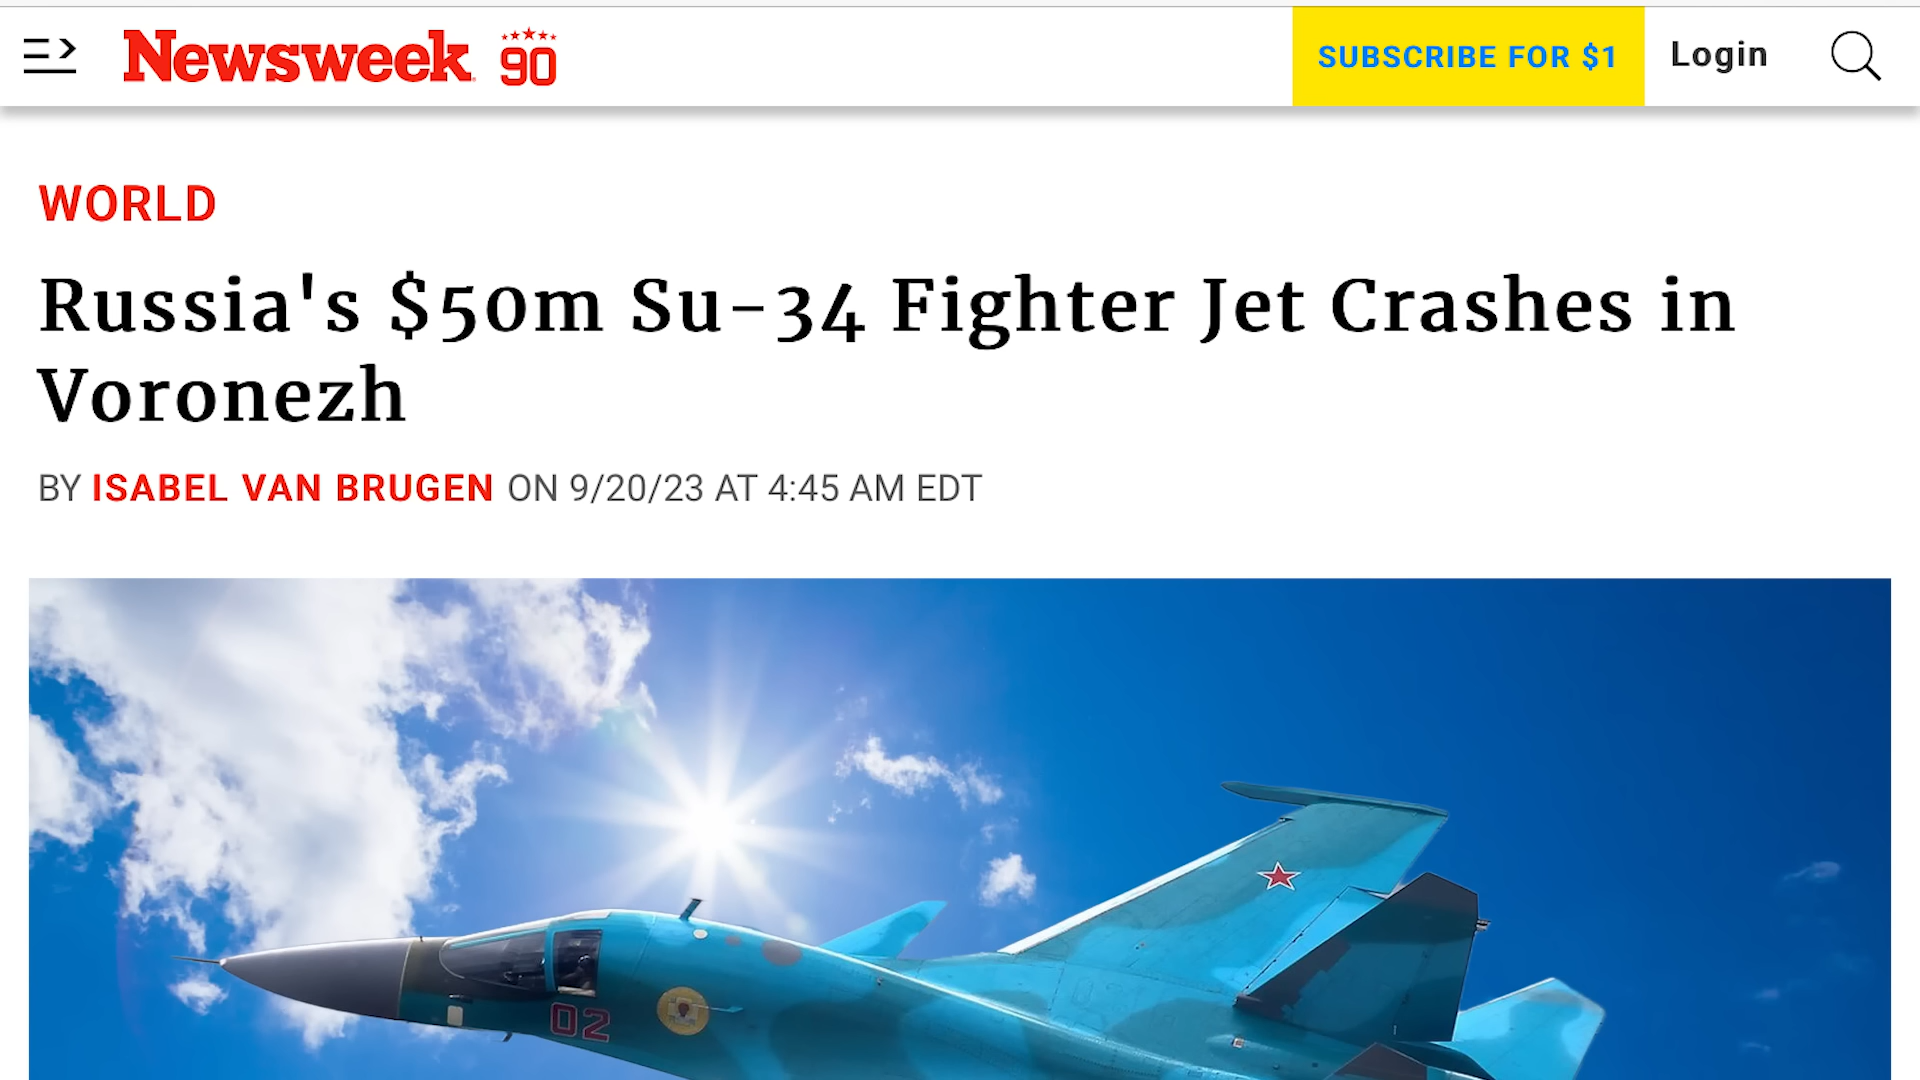 Newsweek 90
SUBSCRIBE FOR $1
Login
WORLD
Russia's $50m Su-34 Fighter Jet Crashes in
Voronezh
BY ISABEL VAN BRUGEN ON 9/20/23 AT 4:45 AM EDT
02